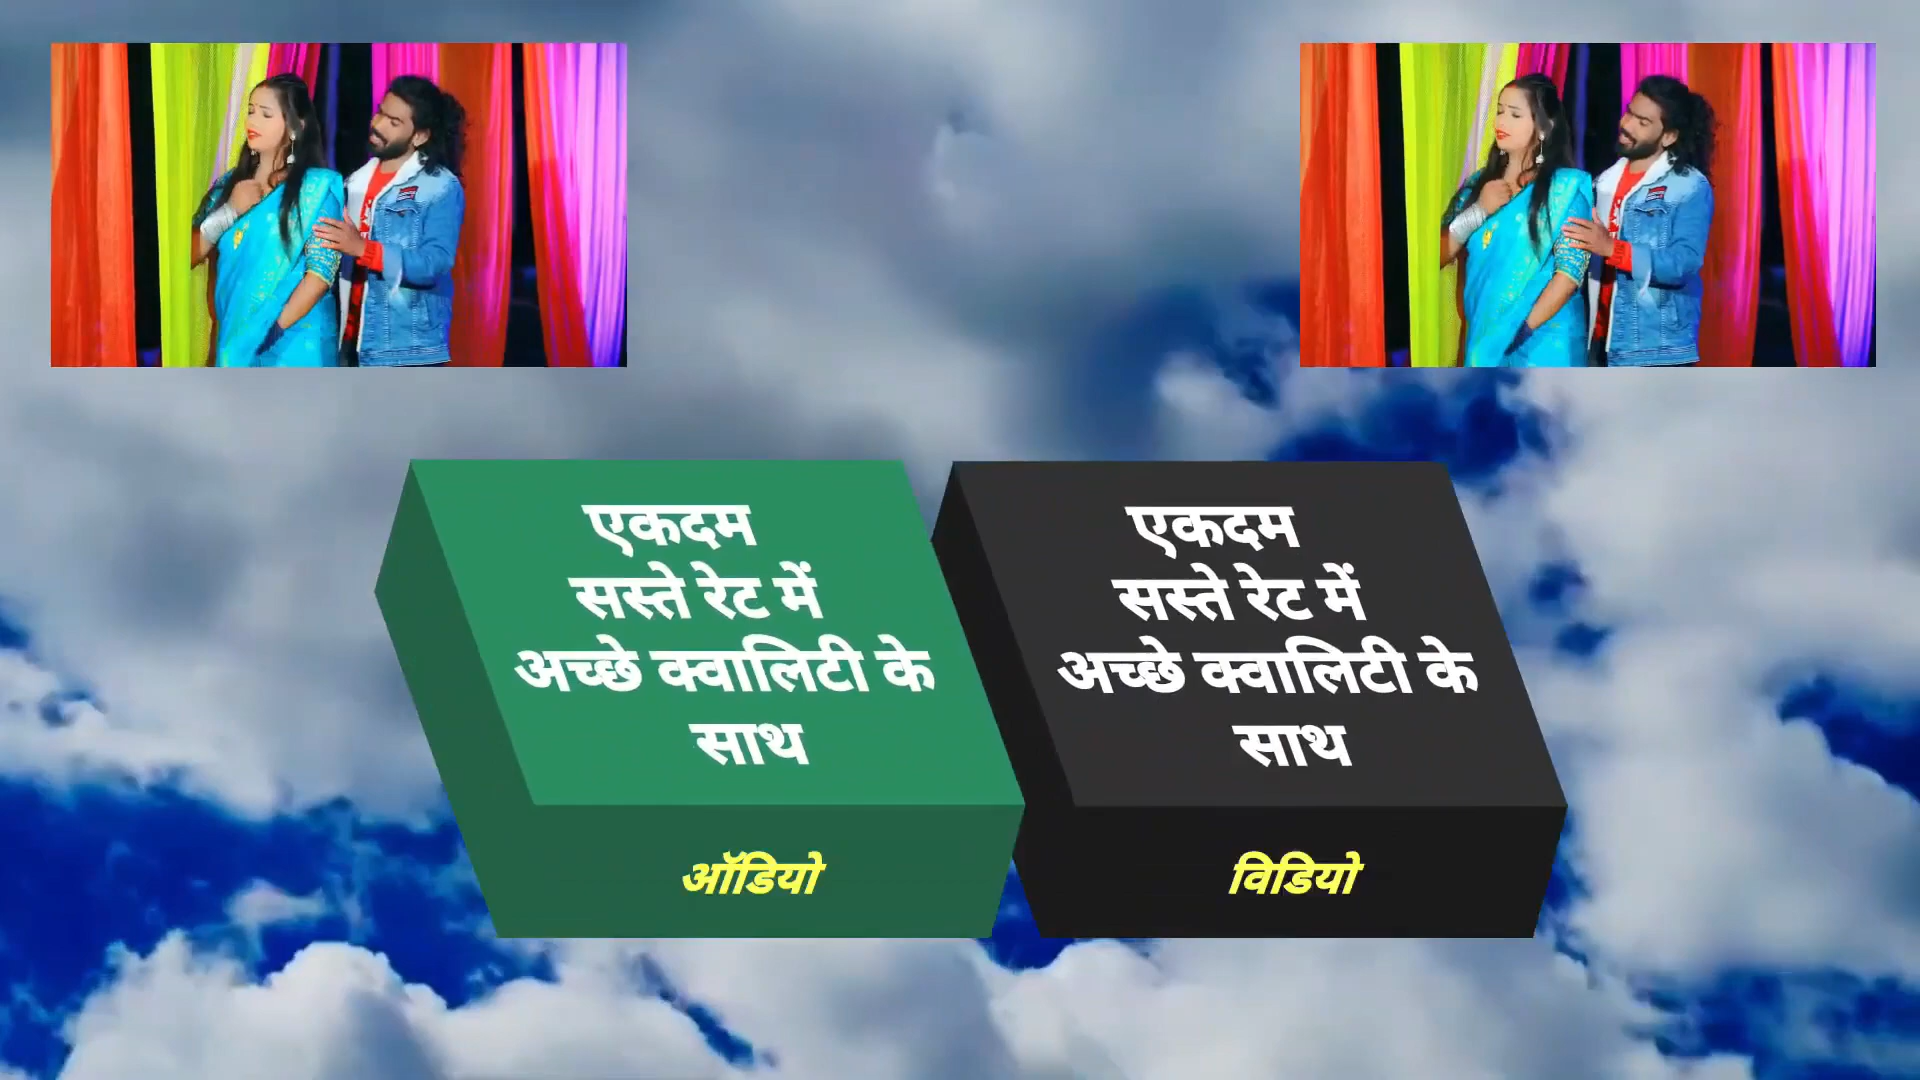 एकदम
सस्ते रेट में
अच्छे क्वालिटी के
साथ
ऑडियो
एकदम
सस्ते रेट में
अच्छे क्वालिटी के
साथ
विडियो